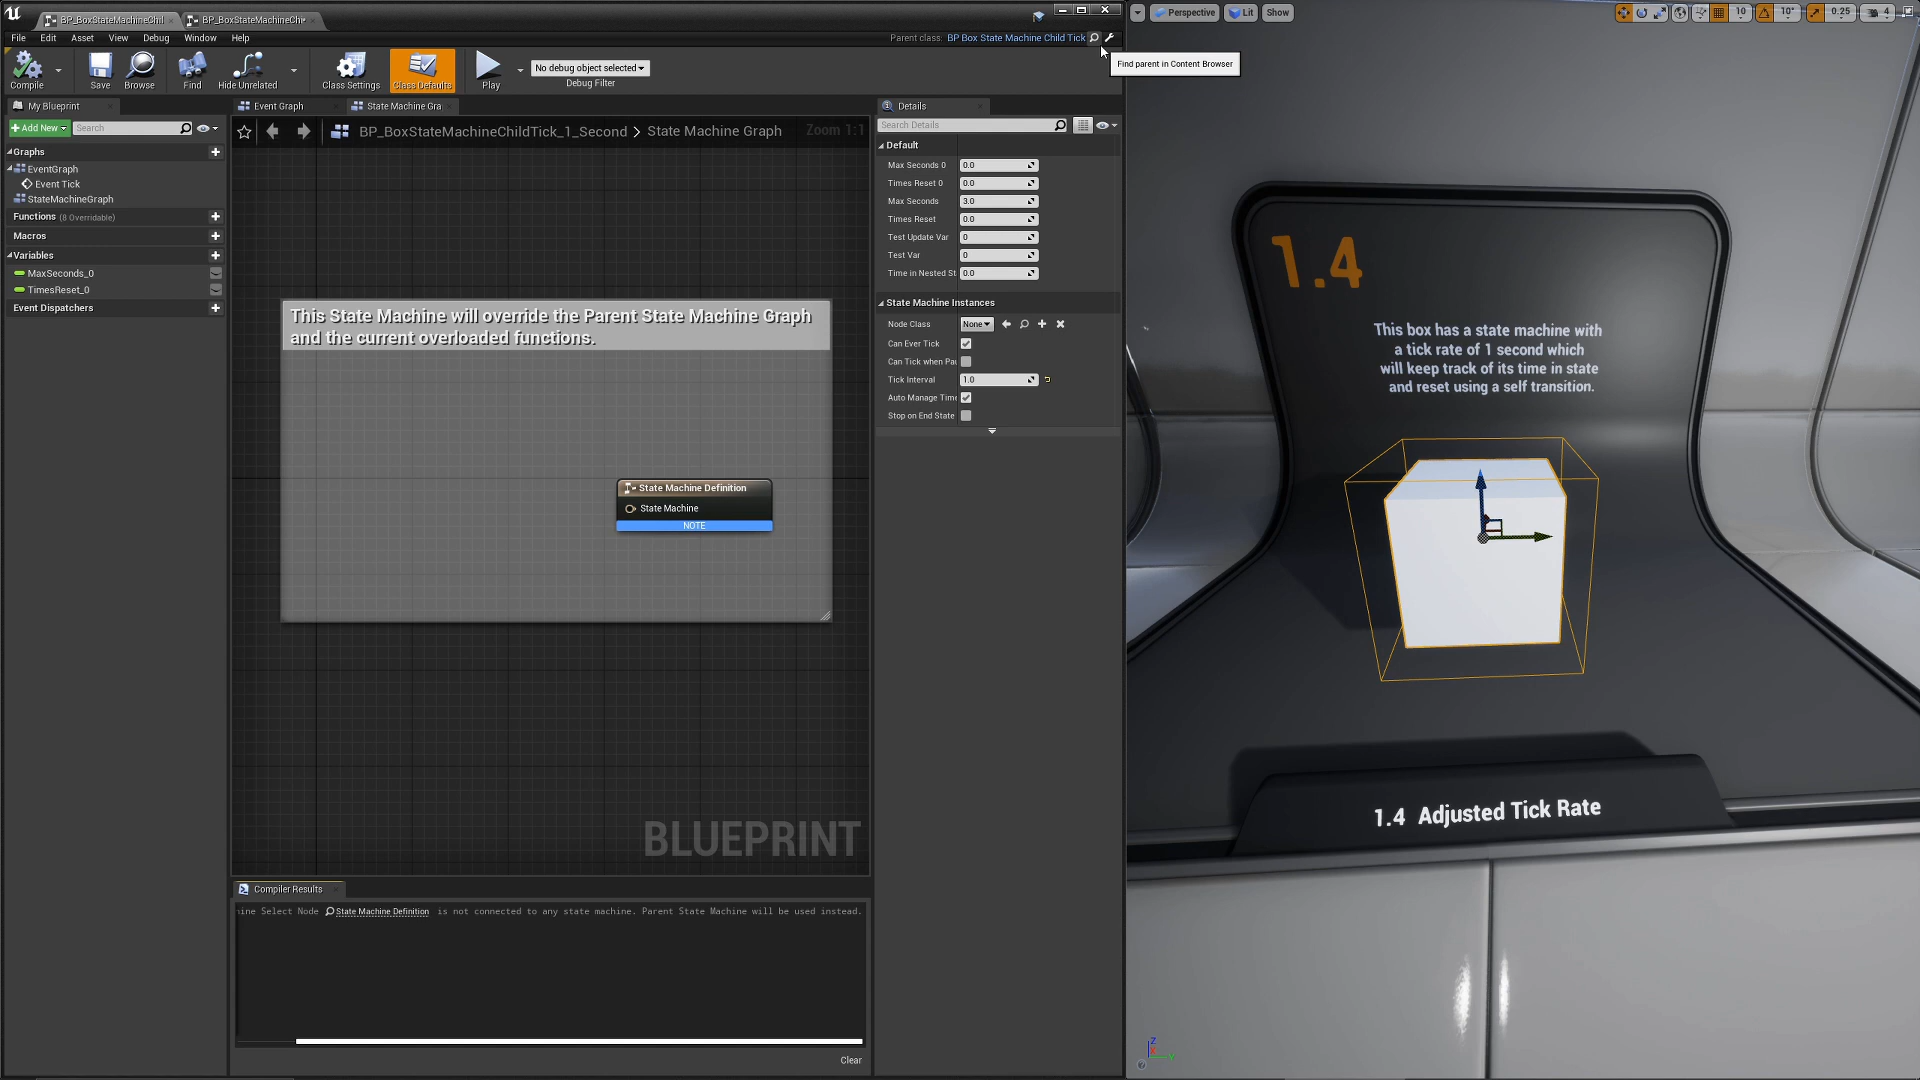 BP_BoxStateMachineChil
BP_BoxStateMachineChi•
File Edit Asset View Debug Window Help
Parent class: BP Box State Machine Child Tick
Find parent in Content Browser
Compile
Save
Browse
Find
Hide Unrelated
Class Settings
Class Defaults
Play
No debug object selected
Debug Filter
My Blueprint
Add New
Search
Graphs
EventGraph
Event Tick
StateMachineGraph
Functions (8 Overridable)
Macros
Variables
MaxSeconds_0
TimesReset_0
Event Dispatchers
Event Graph
State Machine Gra
BP_BoxStateMachineChildTick_1_Second > State Machine Graph
Zoom 1:1
This State Machine will override the Parent State Machine Graph
and the current overloaded functions.
State Machine Definition
State Machine
NOTE
BLUEPRINT
Compiler Results
ine Select Node State Machine Definition is not connected to any state machine. Parent State Machine will be used instead.
Clear
Details
Search Details
Default
Max Seconds 0 0.0
Times Reset 0 0.0
Max Seconds 3.0
Times Reset 0.0
Test Update Var 0
Test Var 0
Time in Nested St 0.0
State Machine Instances
Node Class None
Can Ever Tick
Can Tick when Pau
Tick Interval 1.0
Auto Manage Time
Stop on End State
Perspective Lit Show
10 10° 0.25 4
1.4
This box has a state machine with
a tick rate of 1 second which
will keep track of its time in state
and reset using a self transition.
1.4 Adjusted Tick Rate
Z
X
Y